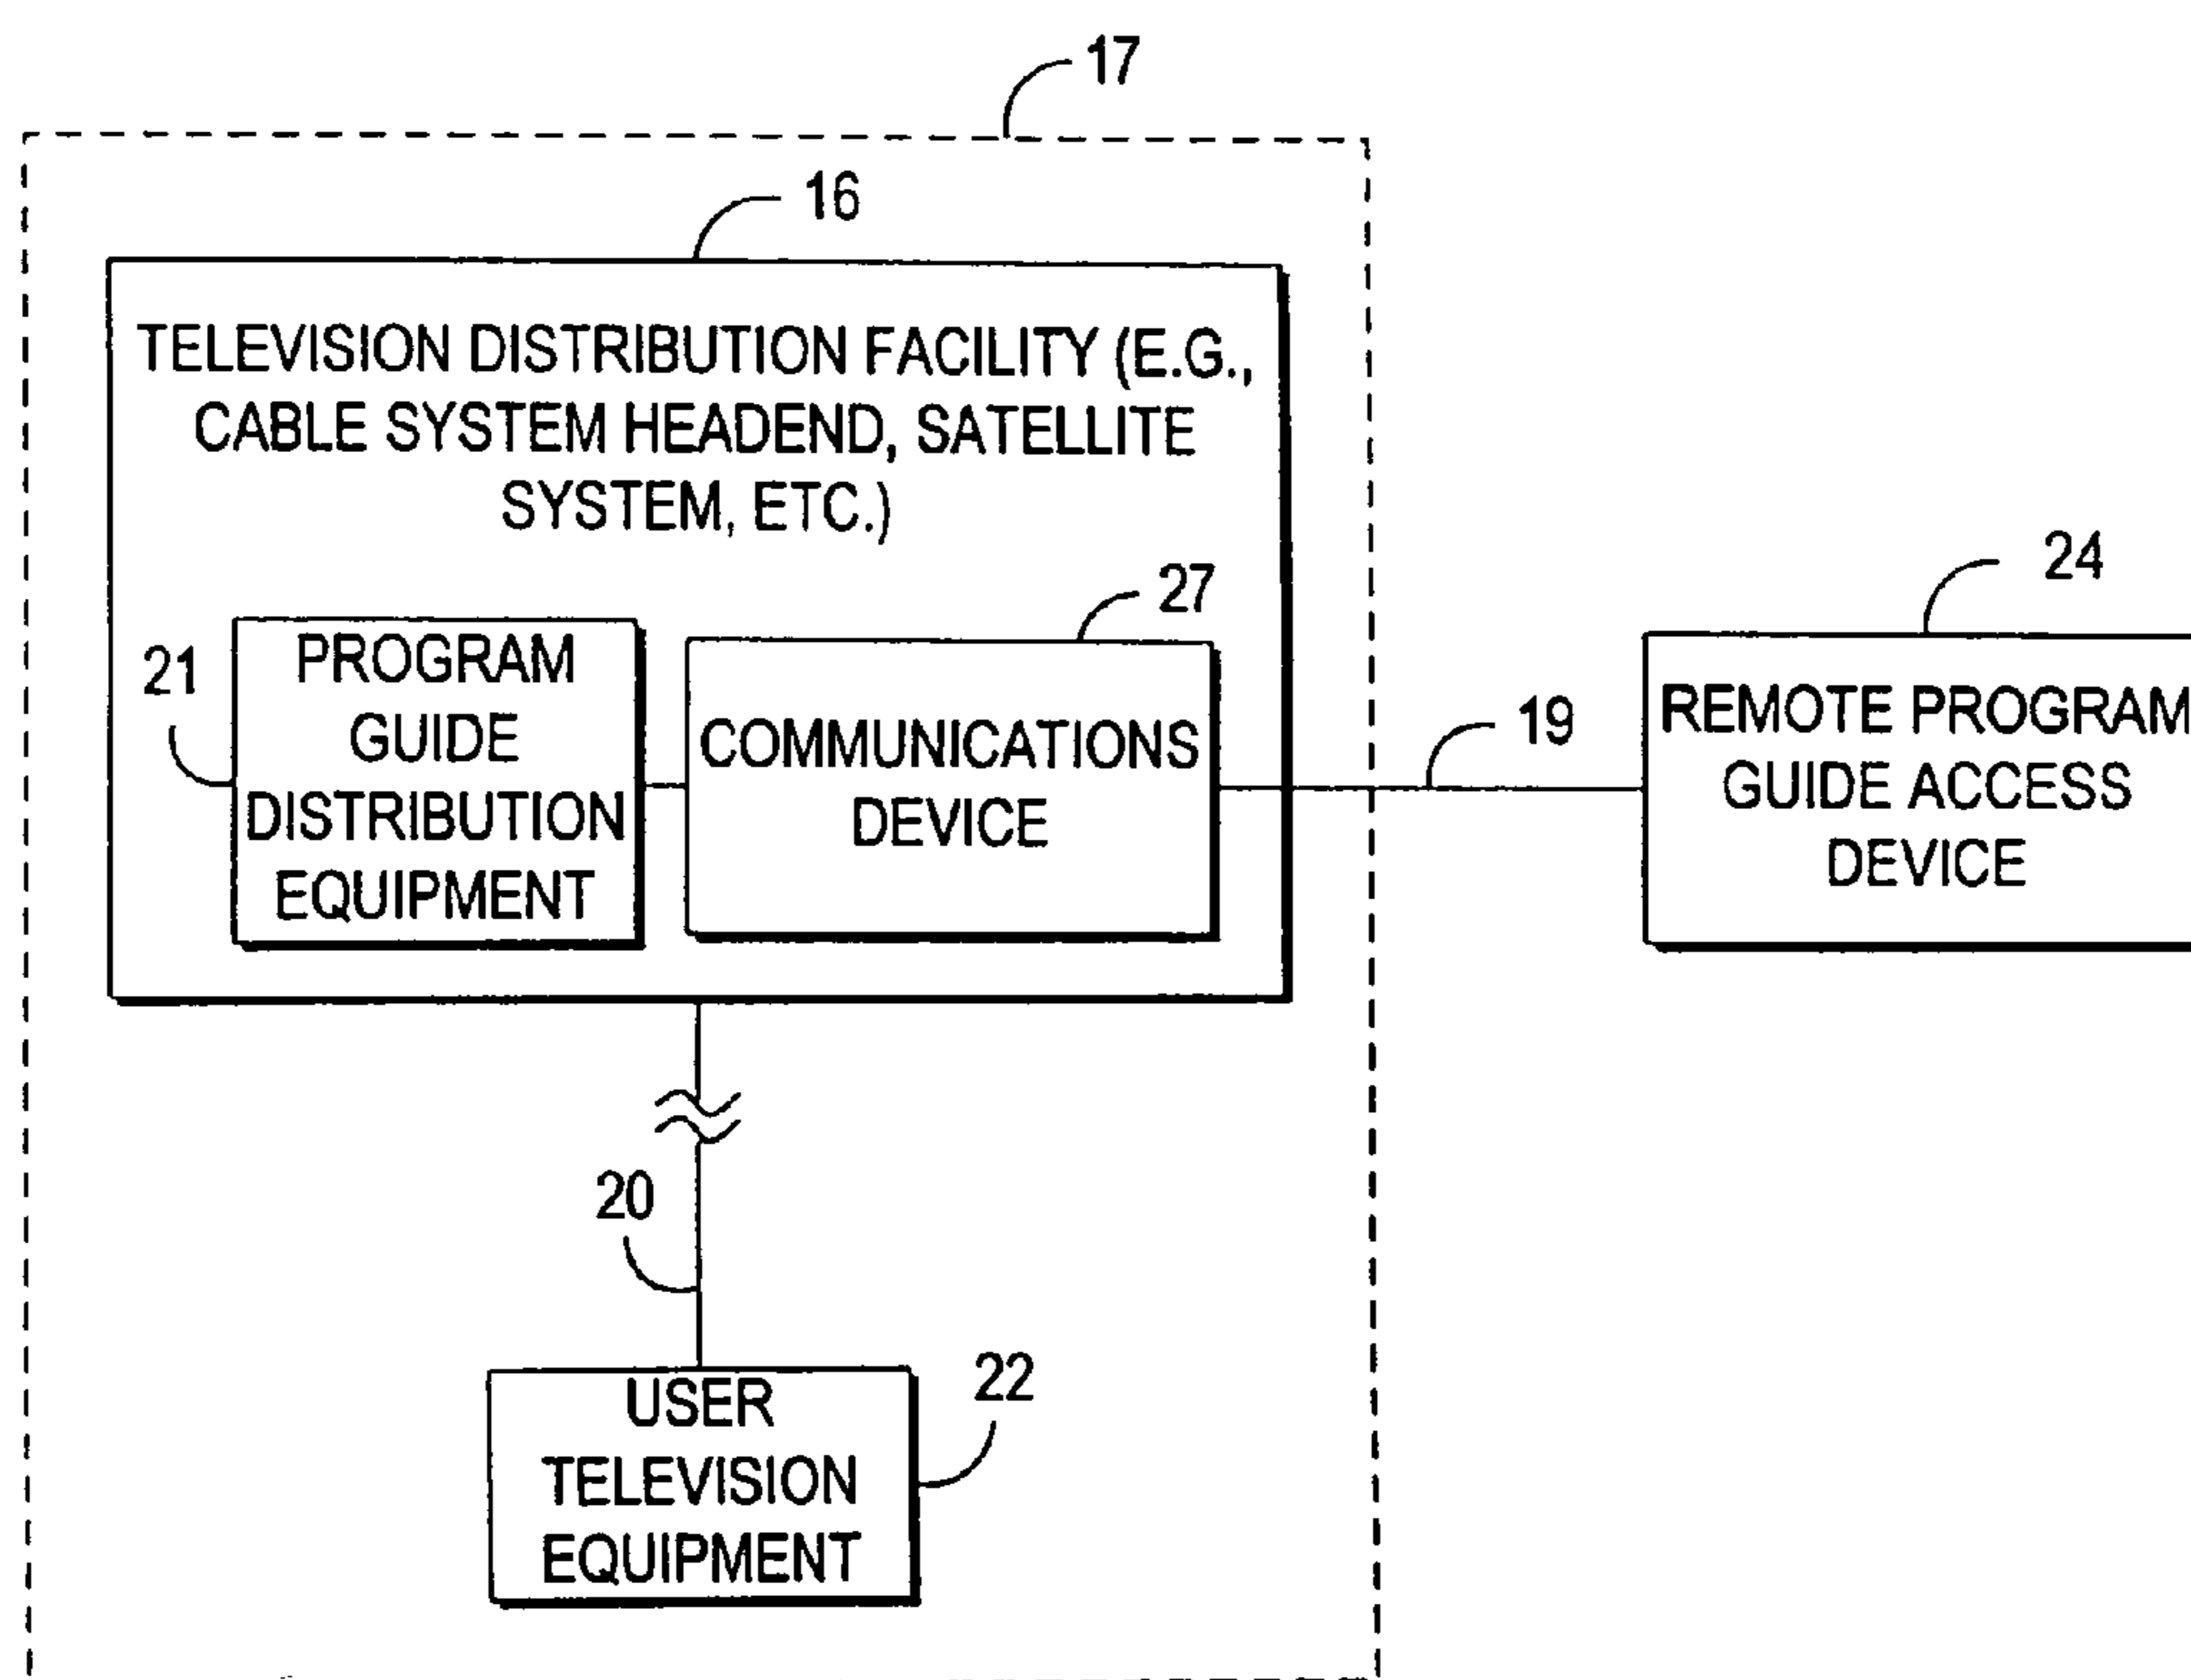 17
16
TELEVISION DISTRIBUTION FACILITY (E.G.,
CABLE SYSTEM HEADEND, SATELLITE
SYSTEM, ETC.)
27
24
21
PROGRAM
GUIDE
DISTRIBUTION
EQUIPMENT
COMMUNICATIONS
DEVICE
19
REMOTE PROGRAM
GUIDE ACCESS
DEVICE
20
22
USER
TELEVISION
EQUIPMENT